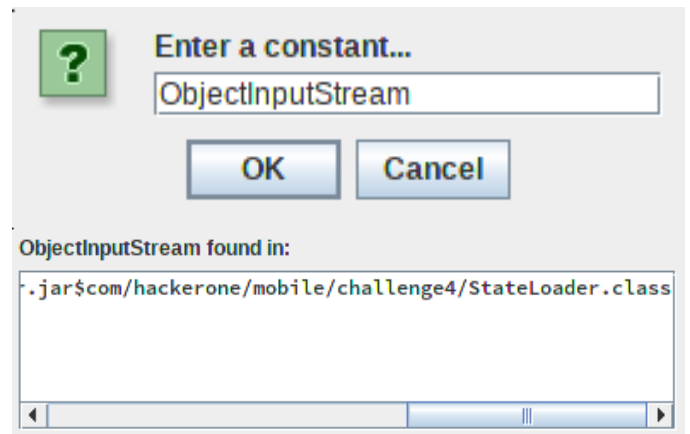 Enter a constant...
ObjectInputStream
OK Cancel
ObjectInputStream found in:
r.jar$com/hackerone/mobile/challenge4/StateLoader.class